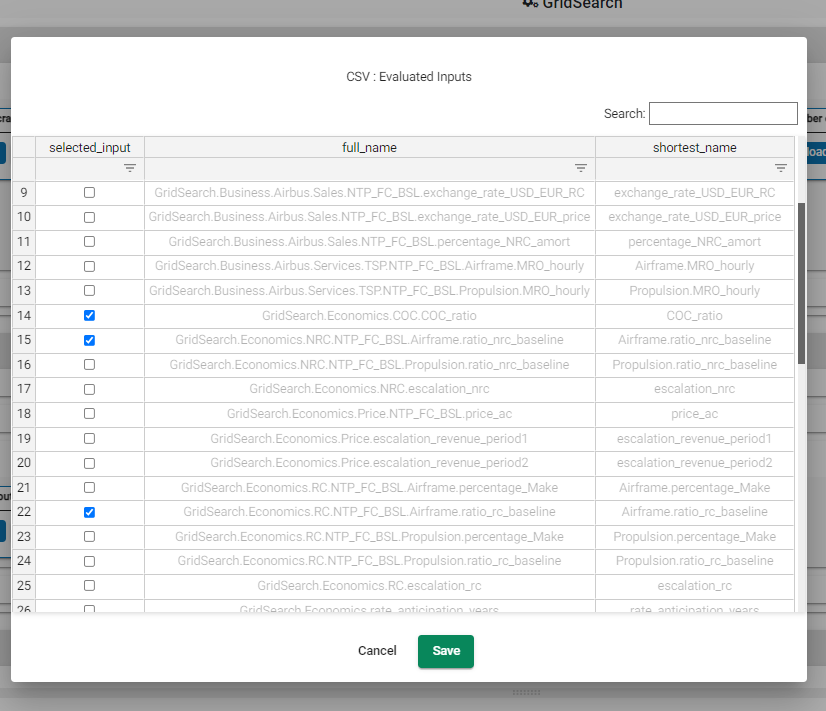 GridSearch
CSV : Evaluated Inputs
Search:
selected_input full_name shortest_name
9 GridSearch.Business.Airbus.Sales.NTP_FC_BSL.exchange_rate_USD_EUR_RC exchange_rate_USD_EUR_RC
10 GridSearch.Business.Airbus.Sales.NTP_FC_BSL.exchange_rate_USD_EUR_price exchange_rate_USD_EUR_price
11 GridSearch.Business.Airbus.Sales.NTP_FC_BSL.percentage_NRC_amort percentage_NRC_amort
12 GridSearch.Business.Airbus.Services.TSP.NTP_FC_BSL.Airframe.MRO_hourly Airframe.MRO_hourly
13 GridSearch.Business.Airbus.Services.TSP.NTP_FC_BSL.Propulsion.MRO_hourly Propulsion.MRO_hourly
14 GridSearch.Economics.COC.COC_ratio COC_ratio
15 GridSearch.Economics.NRC.NTP_FC_BSL.Airframe.ratio_nrc_baseline Airframe.ratio_nrc_baseline
16 GridSearch.Economics.NRC.NTP_FC_BSL.Propulsion.ratio_nrc_baseline Propulsion.ratio_nrc_baseline
17 GridSearch.Economics.NRC.escalation_nrc escalation_nrc
18 GridSearch.Economics.Price.NTP_FC_BSL.price_ac price_ac
19 GridSearch.Economics.Price.escalation_revenue_period1 escalation_revenue_period1
20 GridSearch.Economics.Price.escalation_revenue_period2 escalation_revenue_period2
21 GridSearch.Economics.RC.NTP_FC_BSL.Airframe.percentage_Make Airframe.percentage_Make
22 GridSearch.Economics.RC.NTP_FC_BSL.Airframe.ratio_rc_baseline Airframe.ratio_rc_baseline
23 GridSearch.Economics.RC.NTP_FC_BSL.Propulsion.percentage_Make Propulsion.percentage_Make
24 GridSearch.Economics.RC.NTP_FC_BSL.Propulsion.ratio_rc_baseline Propulsion.ratio_rc_baseline
25 GridSearch.Economics.RC.escalation_rc escalation_rc
26 GridSearch.Economics.rate_anticipation_years rate_anticipation_years
Cancel Save